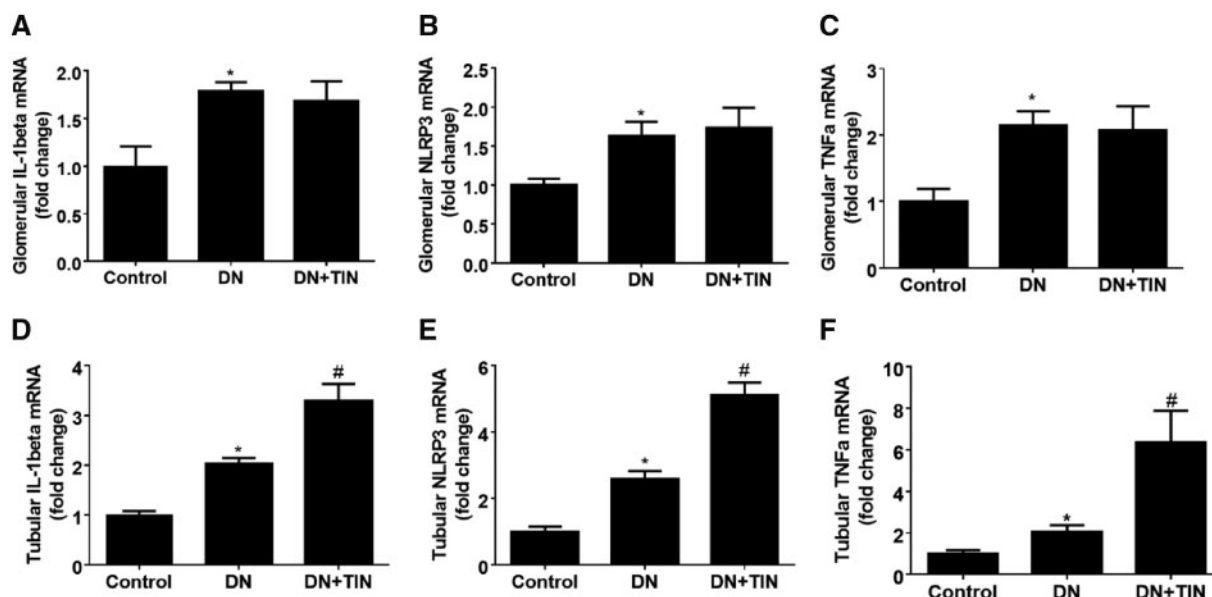 A
Glomerular IL-1beta mRNA
(fold change)
2.0
1.5
1.0
0.5
0.0
*
Control
DN
DN+TIN
B
Glomerular NLRP3 mRNA
(fold change)
2.5
2.0
1.5
1.0
0.5
0.0
*
Control
DN
DN+TIN
C
Glomerular TNFa mRNA
(fold change)
3
2
1
0
*
Control
DN
DN+TIN
D
Tubular IL-1beta mRNA
(fold change)
4
3
2
1
0
*
#
Control
DN
DN+TIN
E
Tubular NLRP3 mRNA
(fold change)
6
4
2
0
*
#
Control
DN
DN+TIN
F
Tubular TNFa mRNA
(fold change)
10
8
6
4
2
0
*
#
Control
DN
DN+TIN